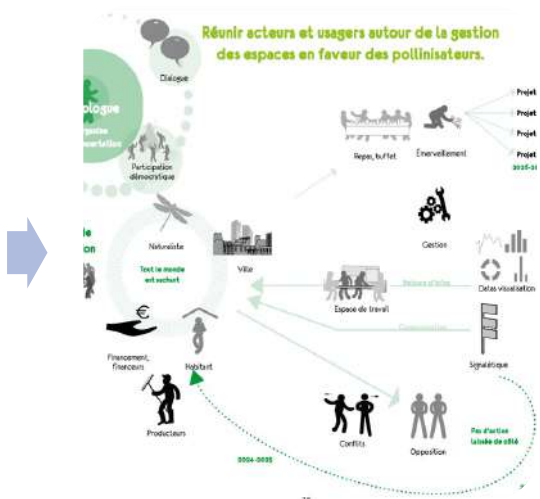 Réunir acteurs et usagers autour de la gestion
des espaces en faveur des pollinisateurs.
Dialogue
Participation
démocratique
Repas, buffet
Émerveillement
Projet
Projet
Projet
Projet
Naturaliste
Tout le monde
est sachant
Ville
Gestion
Datas visualisation
Espace de travail
Signalétique
€
Financement,
financeurs
Habitant
Producteurs
Conflits
Opposition
Pas d'action
laissée de côté
2024-2025